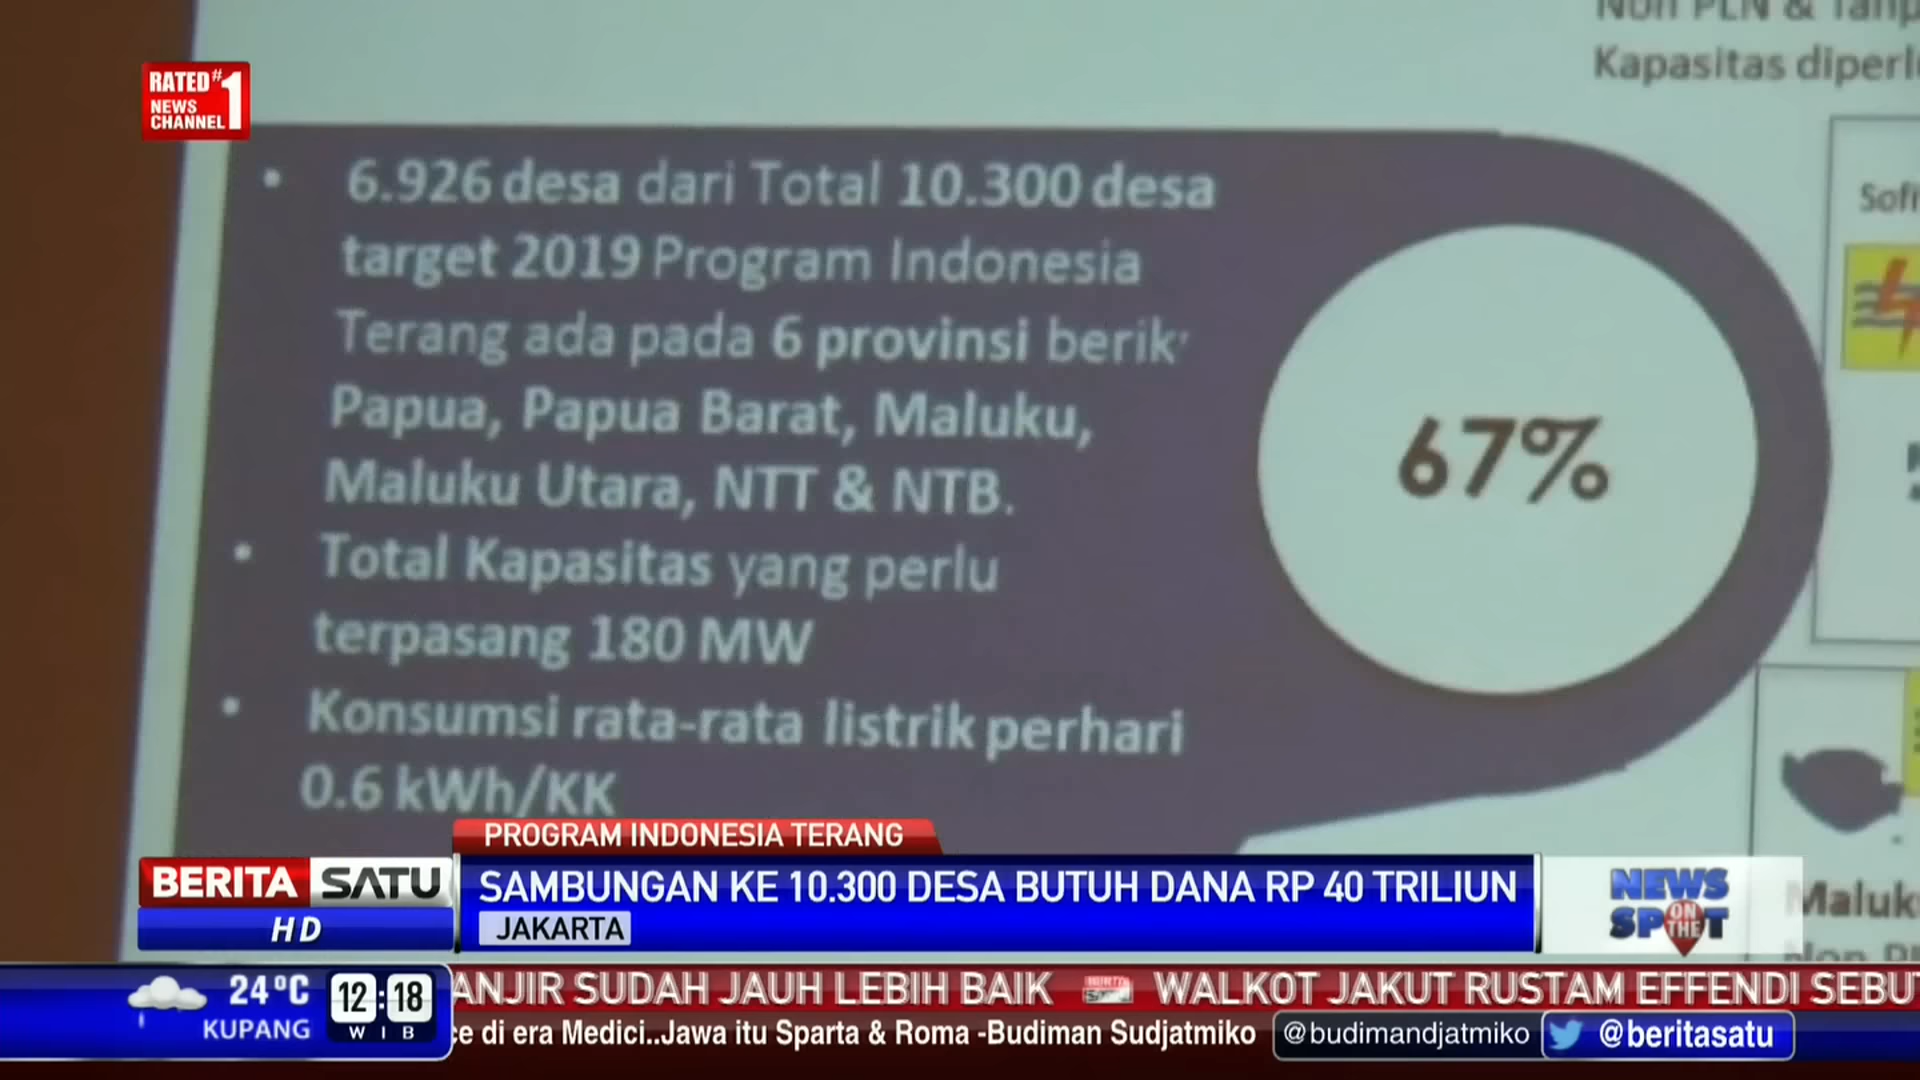 Kapasitas
RATED #1
NEWS
CHANNEL
• 6.926 desa dari Total 10.300 desa
target 2019 Program Indonesia
Terang ada pada 6 provinsi
Papua, Papua Barat, Maluku,
Maluku Utara, NTT & NTB.
• Total Kapasitas yang perlu
terpasang 180 MW
• Konsumsi rata-rata listrik perhari
0.6 kWh/KK
67%
PROGRAM INDONESIA TERANG
BERITA SATU
HD
SAMBUNGAN KE 10.300 DESA BUTUH DANA RP 40 TRILIUN
JAKARTA
NEWS
ON THE
SPOT
24°C
KUPANG
12:18
WIB
ANJIR SUDAH JAUH LEBIH BAIK
WALKOT JAKUT RUSTAM EFFENDI SEBUT
ce di era Medici..Jawa itu Sparta & Roma -Budiman Sudjatmiko
@budimandjatmiko
@beritasatu